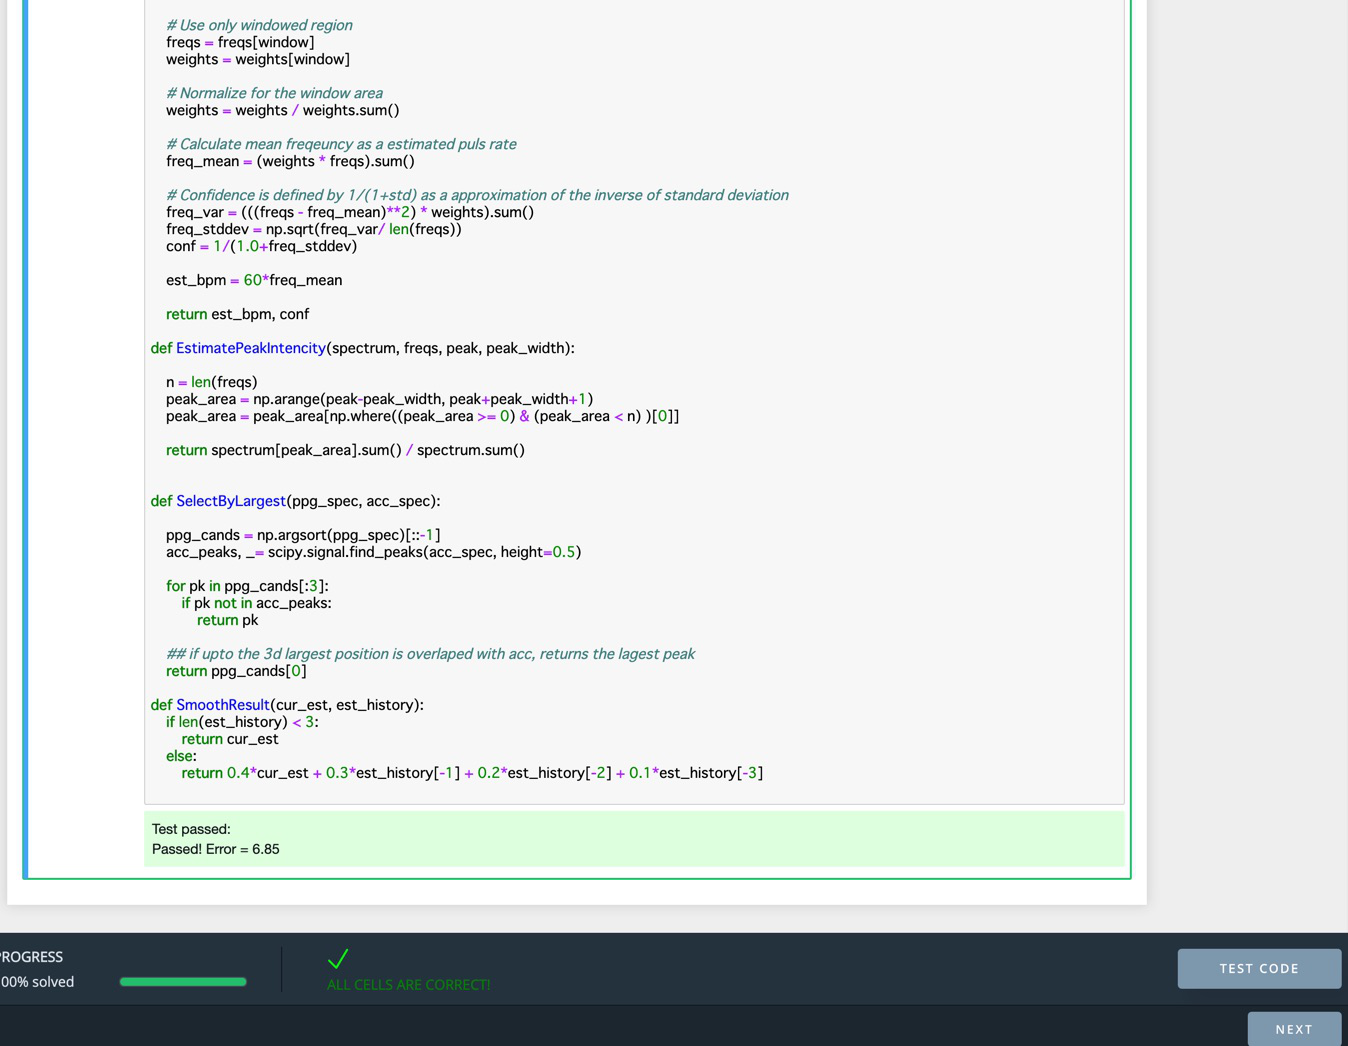 # Use only windowed region
freqs = freqs[window]
weights = weights[window]
# Normalize for the window area
weights = weights / weights.sum()
# Calculate mean freqeuncy as a estimated puls rate
freq_mean = (weights * freqs).sum()
# Confidence is defined by 1/(1+std) as a approximation of the inverse of standard deviation
freq_var = (((freqs - freq_mean)**2) * weights).sum()
freq_stddev = np.sqrt(freq_var/ len(freqs))
conf = 1/(1.0+freq_stddev)
est_bpm = 60*freq_mean
return est_bpm, conf
def EstimatePeakIntencity(spectrum, freqs, peak, peak_width):
n = len(freqs)
peak_area = np.arange(peak-peak_width, peak+peak_width+1)
peak_area = peak_area[np.where((peak_area >= 0) & (peak_area < n) )[0]]
return spectrum[peak_area].sum() / spectrum.sum()
def SelectByLargest(ppg_spec, acc_spec):
ppg_cands = np.argsort(ppg_spec)[::-1]
acc_peaks, _= scipy.signal.find_peaks(acc_spec, height=0.5)
for pk in ppg_cands[:3]:
if pk not in acc_peaks:
return pk
## if upto the 3d largest position is overlaped with acc, returns the lagest peak
return ppg_cands[0]
def SmoothResult(cur_est, est_history):
if len(est_history) < 3:
return cur_est
else:
return 0.4*cur_est + 0.3*est_history[-1] + 0.2*est_history[-2] + 0.1*est_history[-3]
Test passed:
Passed! Error = 6.85
PROGRESS
00% solved
ALL CELLS ARE CORRECT!
TEST CODE
NEXT